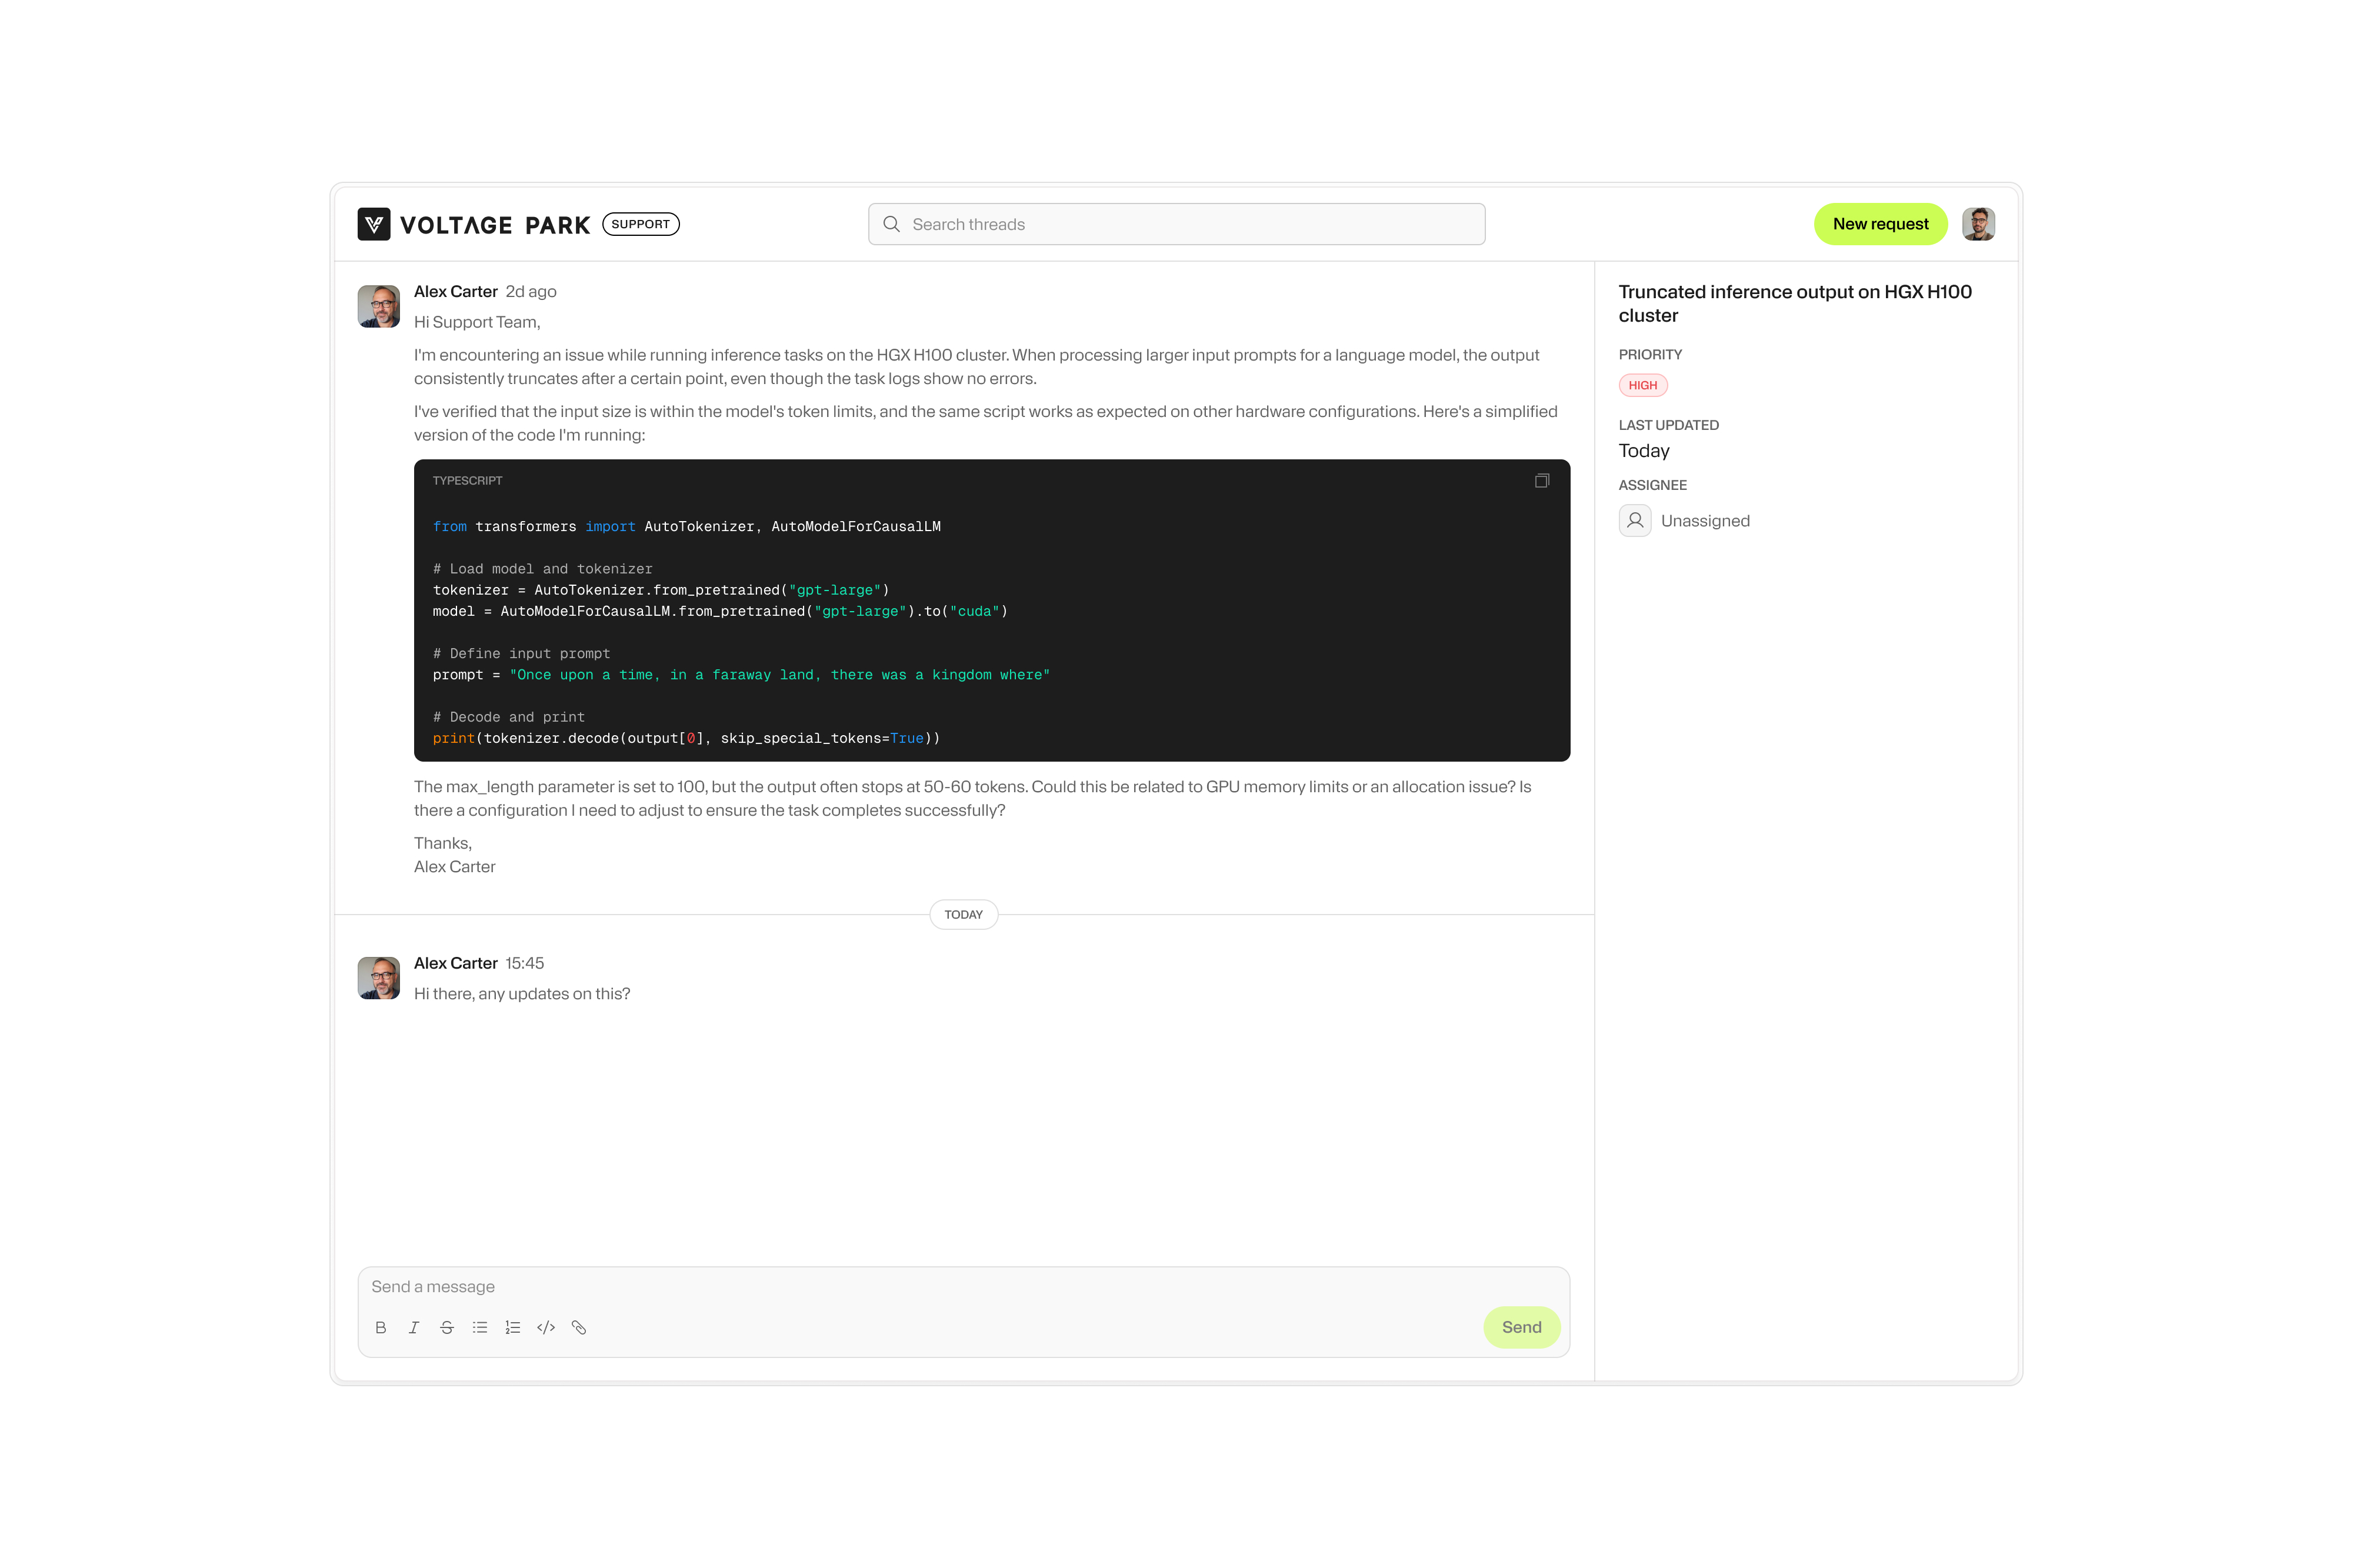 VOLTAGE PARK SUPPORT
Search threads
New request
Alex Carter 2d ago
Hi Support Team,
I'm encountering an issue while running inference tasks on the HGX H100 cluster. When processing larger input prompts for a language model, the output
consistently truncates after a certain point, even though the task logs show no errors.
I've verified that the input size is within the model's token limits, and the same script works as expected on other hardware configurations. Here's a simplified
version of the code I'm running:
TYPESCRIPT
from transformers import AutoTokenizer, AutoModelForCausalLM
# Load model and tokenizer
tokenizer = AutoTokenizer.from_pretrained("gpt-large")
model = AutoModelForCausalLM.from_pretrained("gpt-large").to("cuda")
# Define input prompt
prompt = "Once upon a time, in a faraway land, there was a kingdom where"
# Decode and print
print(tokenizer.decode(output[0], skip_special_tokens=True))
The max_length parameter is set to 100, but the output often stops at 50-60 tokens. Could this be related to GPU memory limits or an allocation issue? Is
there a configuration I need to adjust to ensure the task completes successfully?
Thanks,
Alex Carter
TODAY
Alex Carter 15:45
Hi there, any updates on this?
Send a message
B I S </>
Send
Truncated inference output on HGX H100
cluster
PRIORITY
HIGH
LAST UPDATED
Today
ASSIGNEE
Unassigned